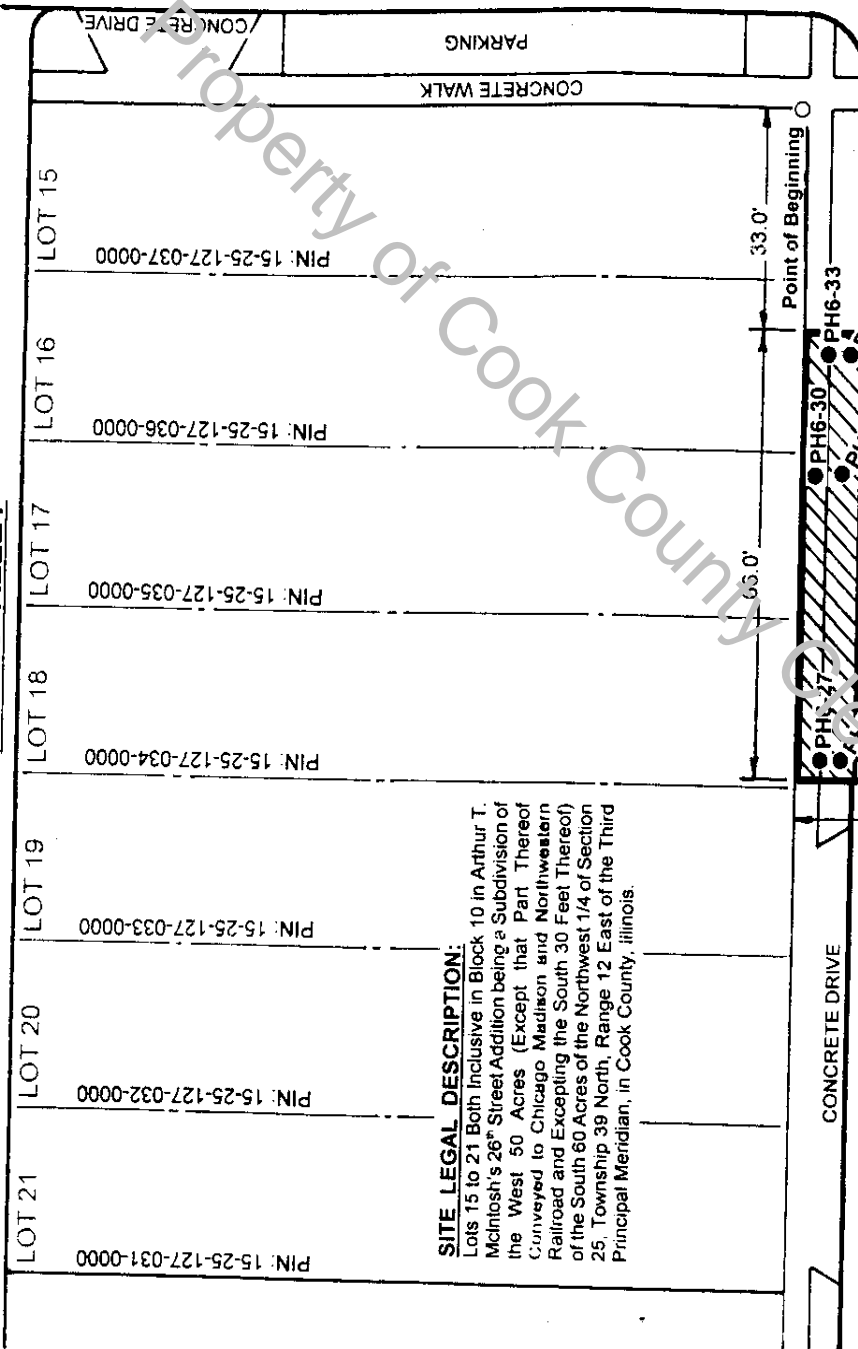 CONCRETE DRIVE
PARKING
CONCRETE WALK
LOT 15
PIN: 15-25-127-037-0000
LOT 16
PIN: 15-25-127-036-0000
LOT 17
PIN: 15-25-127-035-0000
LOT 18
PIN: 15-25-127-034-0000
LOT 19
PIN: 15-25-127-033-0000
LOT 20
PIN: 15-25-127-032-0000
LOT 21
PIN: 15-25-127-031-0000
33.0'
Point of Beginning
66.0'
PH6-33
PH6-30
SITE LEGAL DESCRIPTION:
Lots 15 to 21 Both Inclusive in Block 10 in Arthur T.
McIntosh's 26th Street Addition being a Subdivision of
the West 50 Acres (Except that Part Thereof
Conveyed to Chicago Madison and Northwestern
Railroad and Excepting the South 30 Feet Thereof)
of the South 60 Acres of the Northwest 1/4 of Section
25, Township 39 North, Range 12 East of the Third
Principal Meridian, in Cook County, Illinois.
CONCRETE DRIVE
Property of Cook County